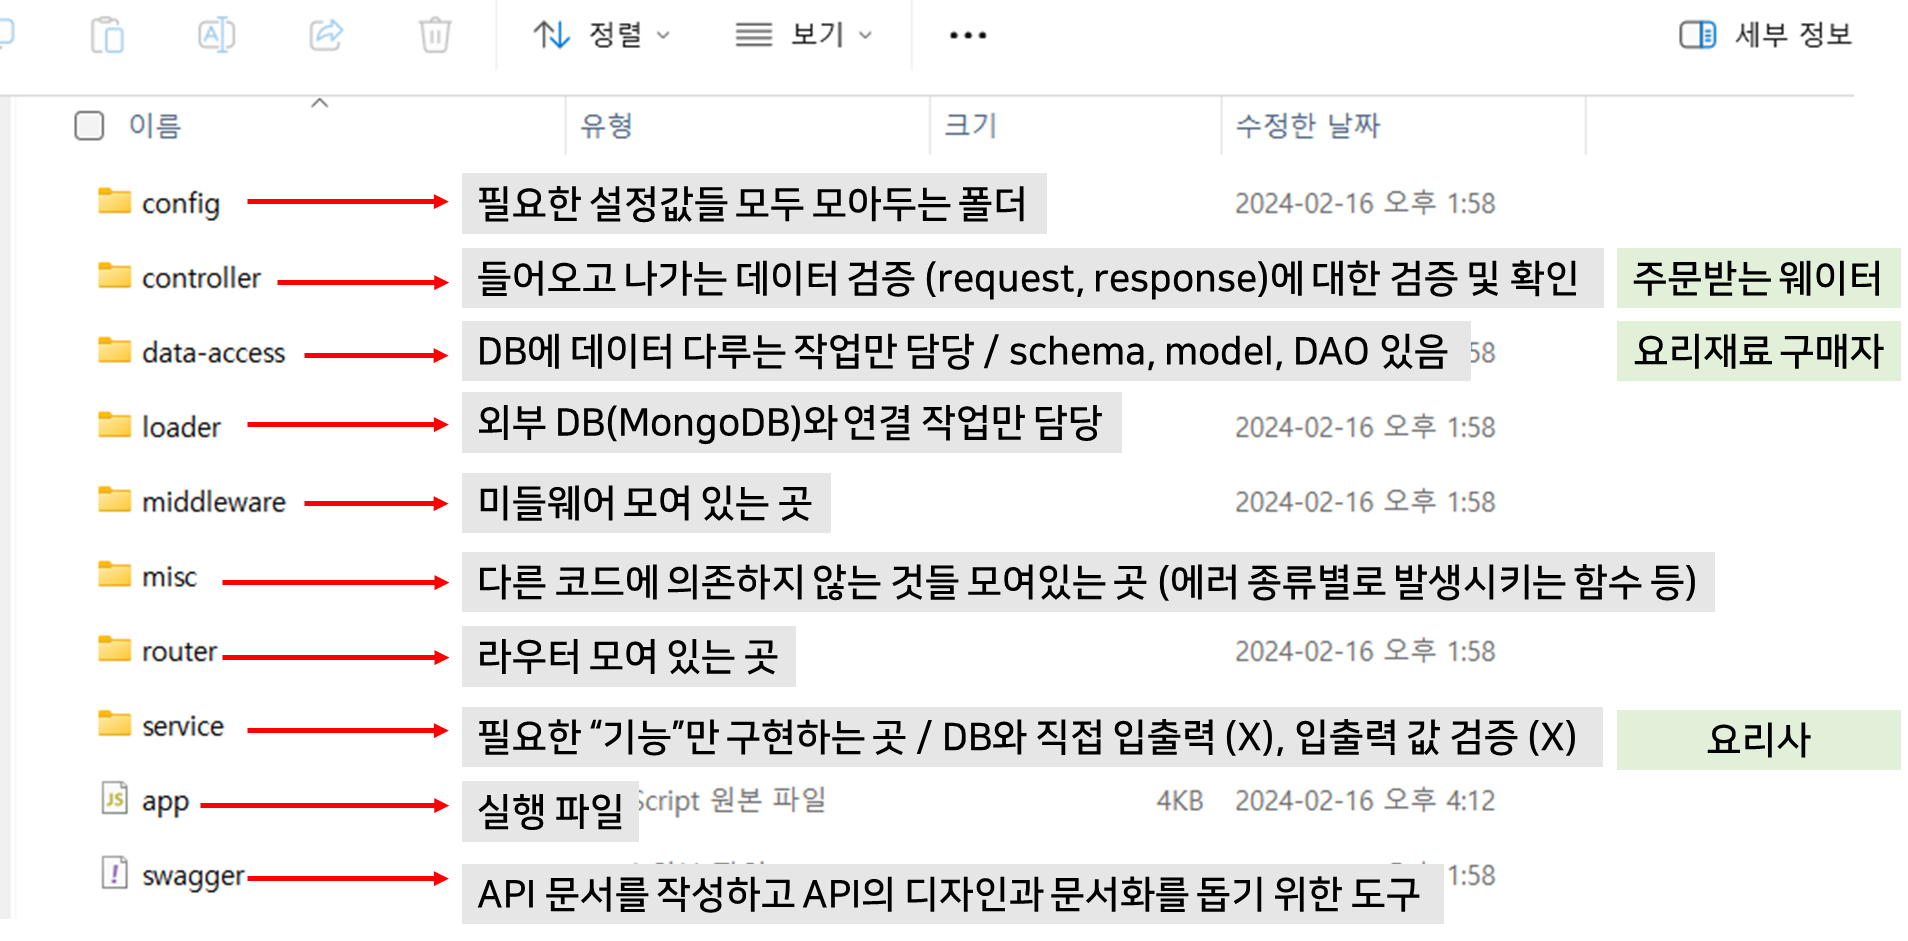 정렬 보기 ••• 세부 정보
이름 유형 크기 수정한 날짜
config 필요한 설정값들 모두 모아두는 폴더 2024-02-16 오후 1:58
controller 들어오고 나가는 데이터 검증 (request, response)에 대한 검증 및 확인 주문받는 웨이터
data-access DB에 데이터 다루는 작업만 담당 / schema, model, DAO 있음 58 요리재료 구매자
loader 외부 DB(MongoDB)와 연결 작업만 담당 2024-02-16 오후 1:58
middleware 미들웨어 모여 있는 곳 2024-02-16 오후 1:58
misc 다른 코드에 의존하지 않는 것들 모여있는 곳 (에러 종류별로 발생시키는 함수 등)
router 라우터 모여 있는 곳 2024-02-16 오후 1:58
service 필요한 “기능”만 구현하는 곳 / DB와 직접 입출력 (X), 입출력 값 검증 (X) 요리사
JS app 실행 파일 Script 원본 파일 4KB 2024-02-16 오후 4:12
swagger API 문서를 작성하고 API의 디자인과 문서화를 돕기 위한 도구 1:58